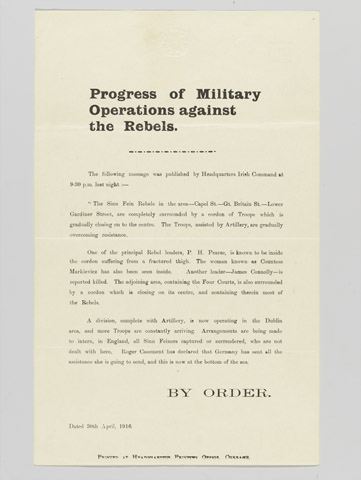 Progress of Military
Operations against
the Rebels.
The following message was published by Headquarters Irish Command at
9-30 p.m. last night :—
"The Sinn Fein Rebels in the area—Capel St.—Gt. Britain St.—Lower
Gardiner Street, are completely surrounded by a cordon of Troops which is
gradually closing on to the centre. The Troops, assisted by Artillery, are gradually
overcoming resistance.
One of the principal Rebel leaders, P. H. Pearse, is known to be inside
the cordon suffering from a fractured thigh. The woman known as Countess
Markievicz has also been seen inside. Another leader—James Connolly—is
reported killed. The adjoining area, containing the Four Courts, is also surrounded
by a cordon which is closing on its centre, and containing therein most of
the Rebels.
A division, complete with Artillery, is now operating in the Dublin
area, and more Troops are constantly arriving. Arrangements are being made
to intern, in England, all Sinn Feiners captured or surrendered, who are not
dealt with here. Roger Casement has declared that Germany has sent all the
assistance she is going to send, and this is now at the bottom of the sea.
BY ORDER.
Dated 30th April, 1916.
Printed at Headquarters Printing Office, Curragh.